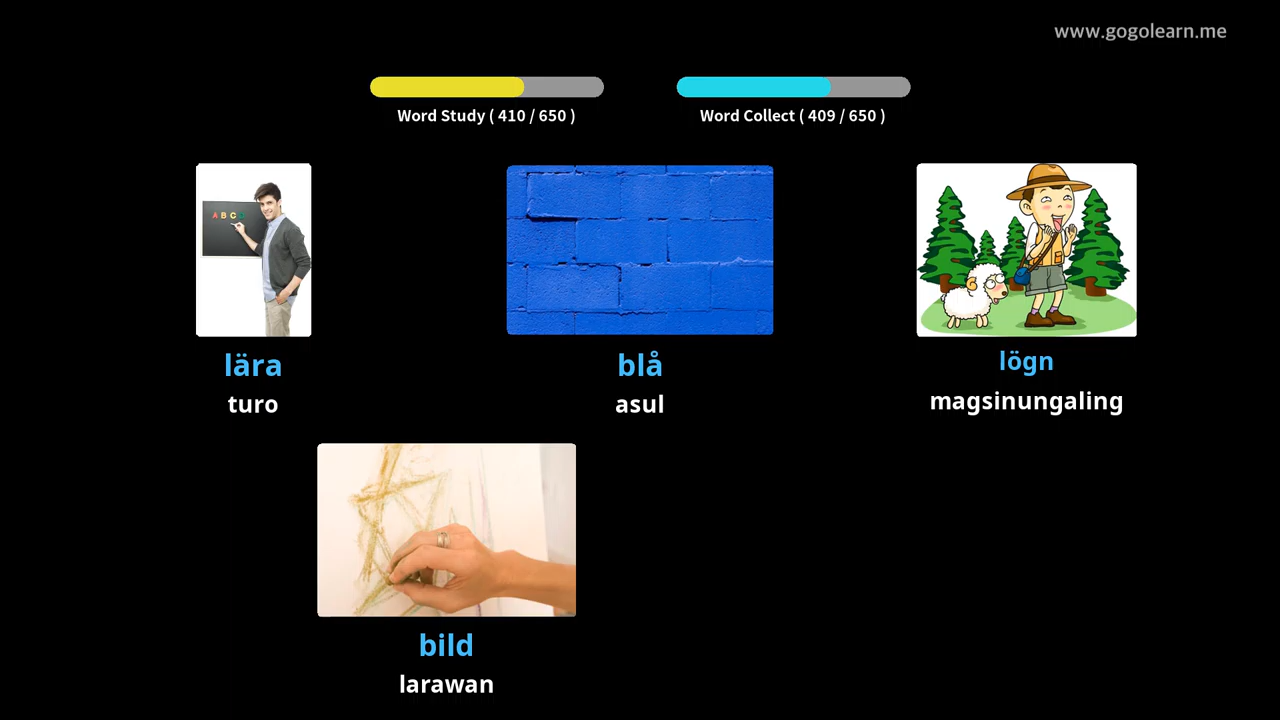 www.gogolearn.me
Word Study ( 410 / 650 )
Word Collect ( 409 / 650 )
A B C D
lära
blå
lögn
turo
asul
magsinungaling
bild
larawan